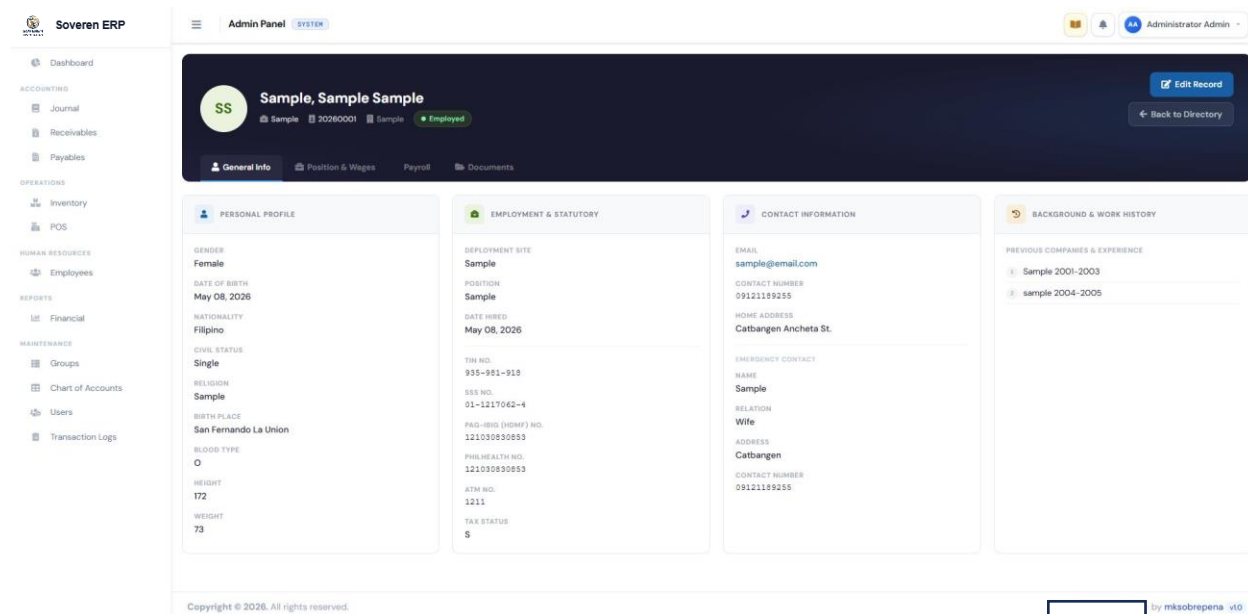 Soveren ERP
Admin Panel SYSTEM
AA Administrator Admin
Dashboard
ACCOUNTING
Journal
Receivables
Payables
OPERATIONS
Inventory
POS
HUMAN RESOURCES
Employees
REPORTS
Financial
MAINTENANCE
Groups
Chart of Accounts
Users
Transaction Logs
SS
Sample, Sample Sample
Sample 20260001 Sample Employed
Edit Record
Back to Directory
General Info Position & Wages Payroll Documents
PERSONAL PROFILE
GENDER
Female
DATE OF BIRTH
May 08, 2026
NATIONALITY
Filipino
CIVIL STATUS
Single
RELIGION
Sample
BIRTH PLACE
San Fernando La Union
BLOOD TYPE
O
HEIGHT
172
WEIGHT
73
EMPLOYMENT & STATUTORY
DEPLOYMENT SITE
Sample
POSITION
Sample
DATE HIRED
May 08, 2026
TIN NO.
935-981-918
SSS NO.
01-1217062-4
PAG-IBIG (HDMF) NO.
121030830853
PHILHEALTH NO.
121030830853
ATM NO.
1211
TAX STATUS
S
CONTACT INFORMATION
EMAIL
sample@email.com
CONTACT NUMBER
09121189255
HOME ADDRESS
Catbangen Ancheta St.
EMERGENCY CONTACT
NAME
Sample
RELATION
Wife
ADDRESS
Catbangen
CONTACT NUMBER
09121189255
BACKGROUND & WORK HISTORY
PREVIOUS COMPANIES & EXPERIENCE
1 Sample 2001-2003
2 sample 2004-2005
Copyright © 2026. All rights reserved.
by mksobrepena v1.0